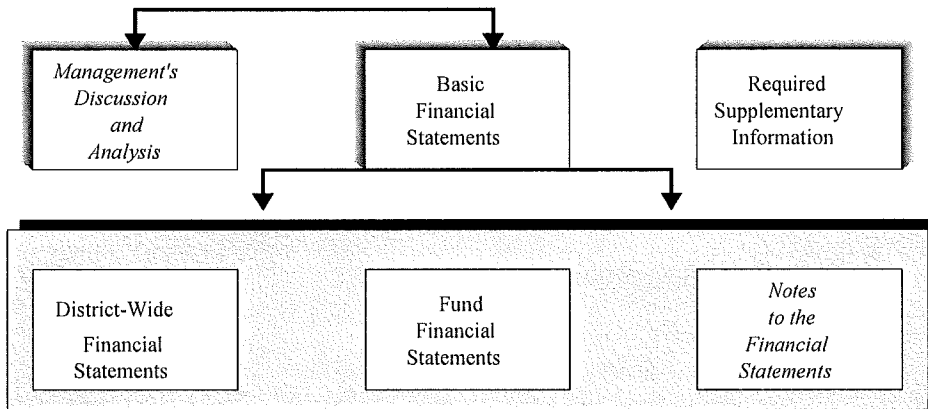 Management's
Discussion
and
Analysis
Basic
Financial
Statements
Required
Supplementary
Information
District-Wide
Financial
Statements
Fund
Financial
Statements
Notes
to the
Financial
Statements